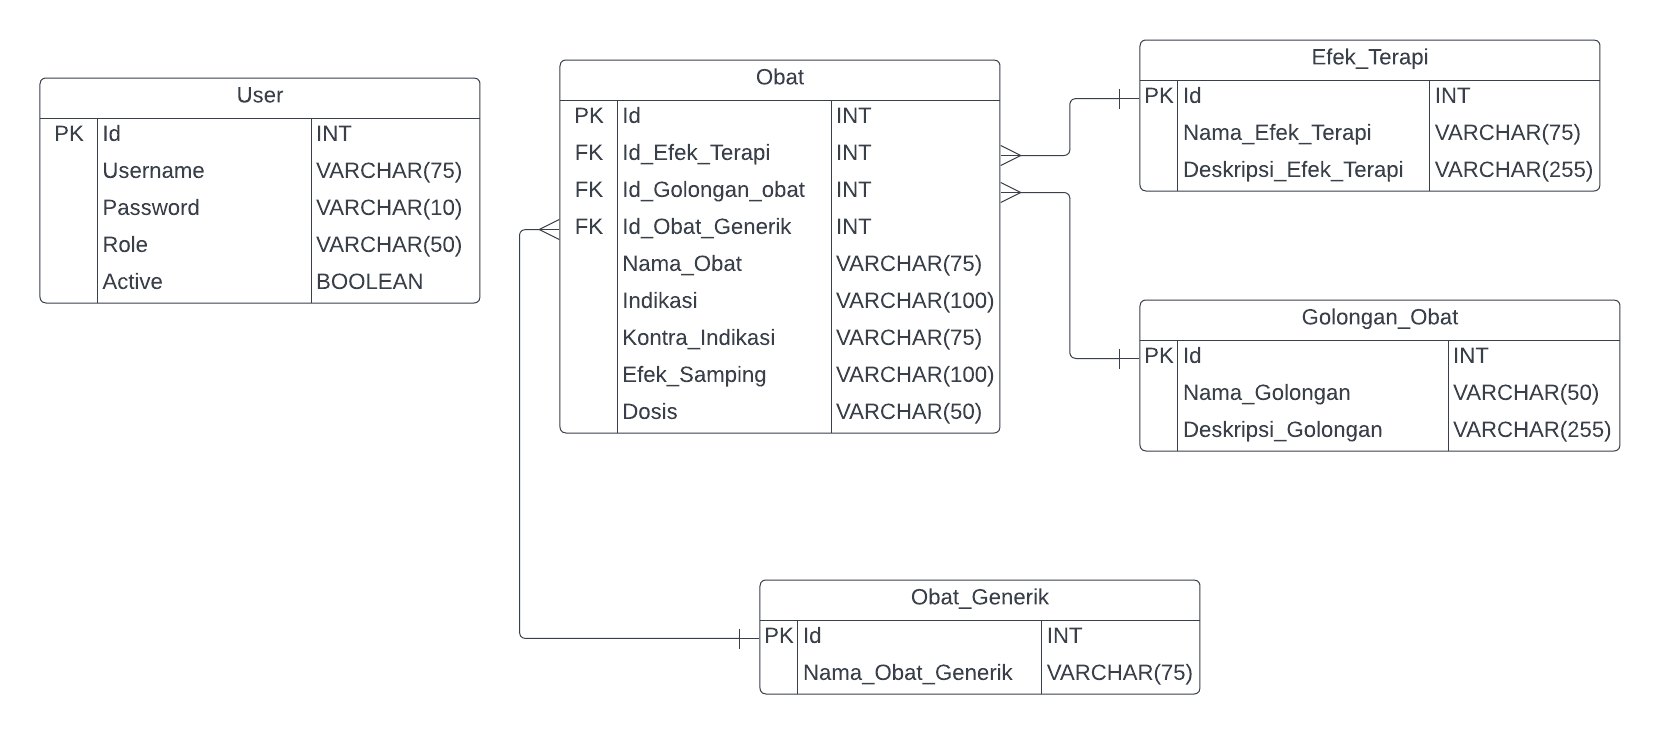 User
PK Id INT
Username VARCHAR(75)
Password VARCHAR(10)
Role VARCHAR(50)
Active BOOLEAN
Obat
PK Id INT
FK Id_Efek_Terapi INT
FK Id_Golongan_obat INT
FK Id_Obat_Generik INT
Nama_Obat VARCHAR(75)
Indikasi VARCHAR(100)
Kontra_Indikasi VARCHAR(75)
Efek_Samping VARCHAR(100)
Dosis VARCHAR(50)
Efek_Terapi
PK Id INT
Nama_Efek_Terapi VARCHAR(75)
Deskripsi_Efek_Terapi VARCHAR(255)
Golongan_Obat
PK Id INT
Nama_Golongan VARCHAR(50)
Deskripsi_Golongan VARCHAR(255)
Obat_Generik
PK Id INT
Nama_Obat_Generik VARCHAR(75)